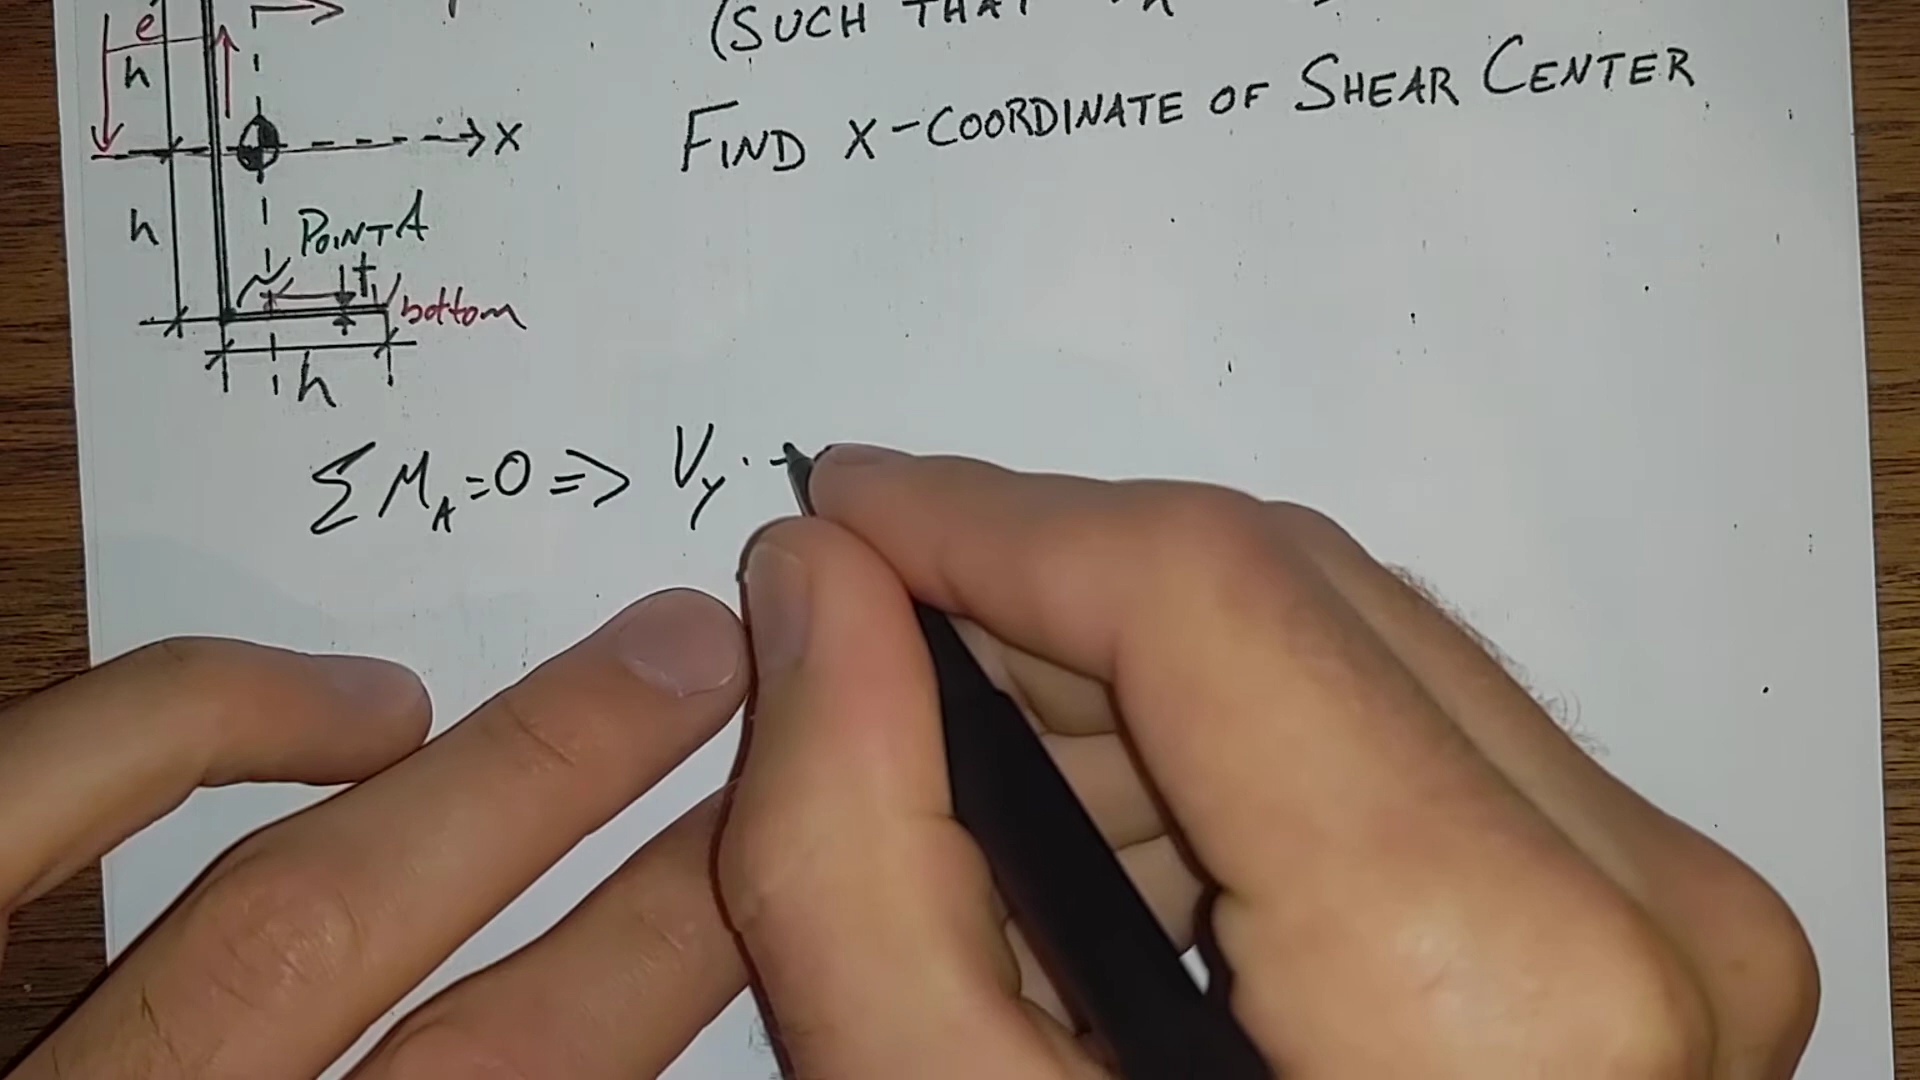 (SUCH THAT
FIND X-COORDINATE OF SHEAR CENTER
e
h
X
h
POINT A
t
bottom
h
ΣM_A=0 => V_y ·